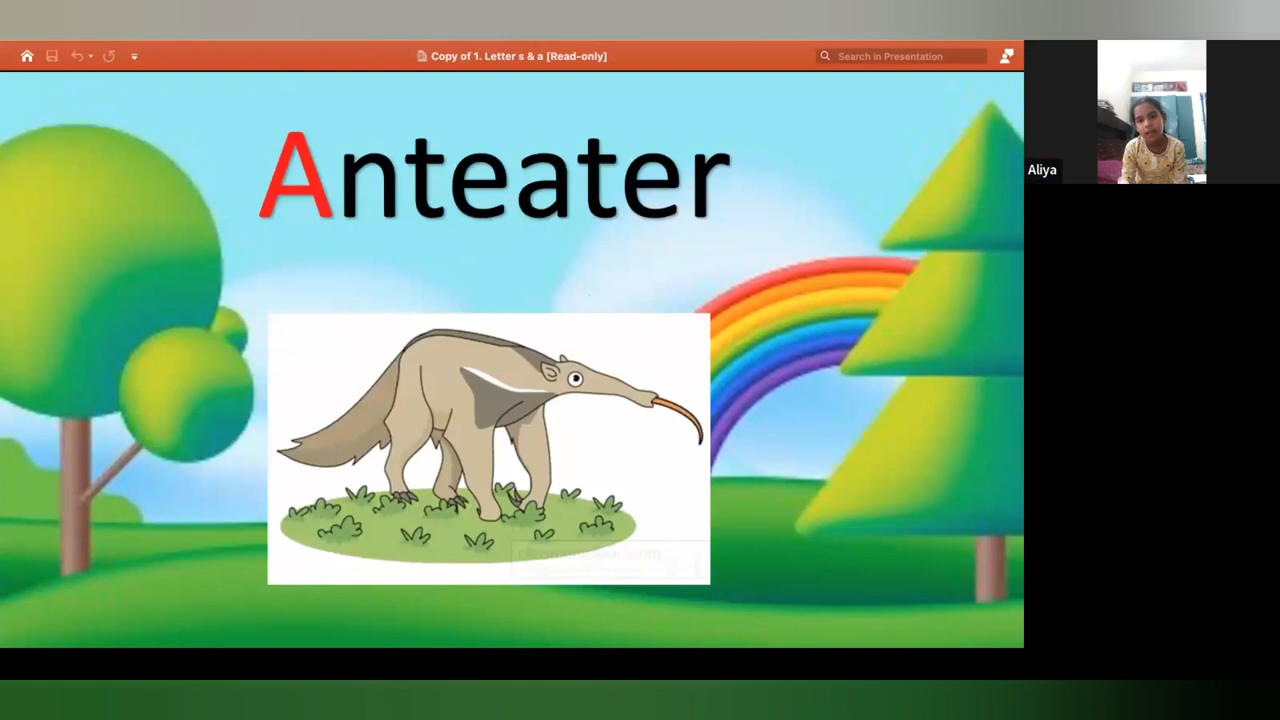 Copy of 1. Letter s & a [Read-only]
Search in Presentation
Anteater
Aliya